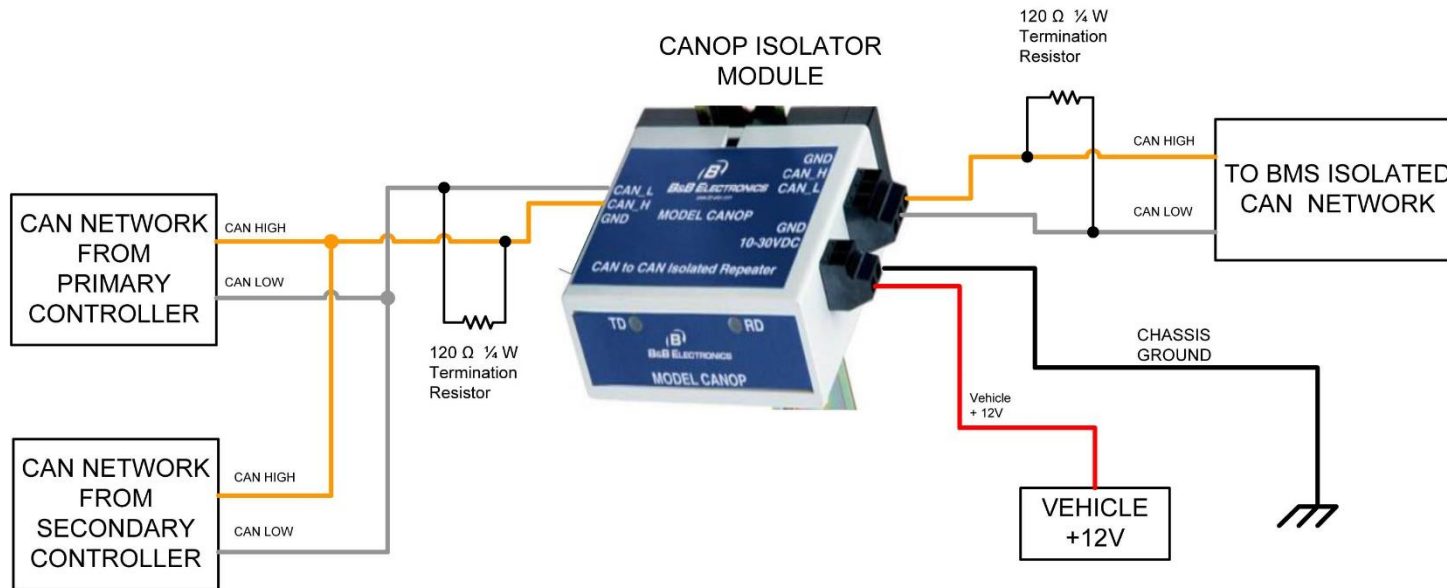 CANOP ISOLATOR
MODULE
120 Ω ¼ W
Termination
Resistor
CAN HIGH
CAN LOW
TO BMS ISOLATED
CAN NETWORK
GND
CAN_H
CAN_L
B&B ELECTRONICS
MODEL CANOP
CAN_L
CAN_H
GND
GND
10-30VDC
CAN to CAN Isolated Repeater
TD
RD
B&B ELECTRONICS
MODEL CANOP
CAN NETWORK
FROM
PRIMARY
CONTROLLER
CAN HIGH
CAN LOW
120 Ω ¼ W
Termination
Resistor
CAN NETWORK
FROM
SECONDARY
CONTROLLER
CAN HIGH
CAN LOW
CHASSIS
GROUND
Vehicle
+ 12V
VEHICLE
+12V